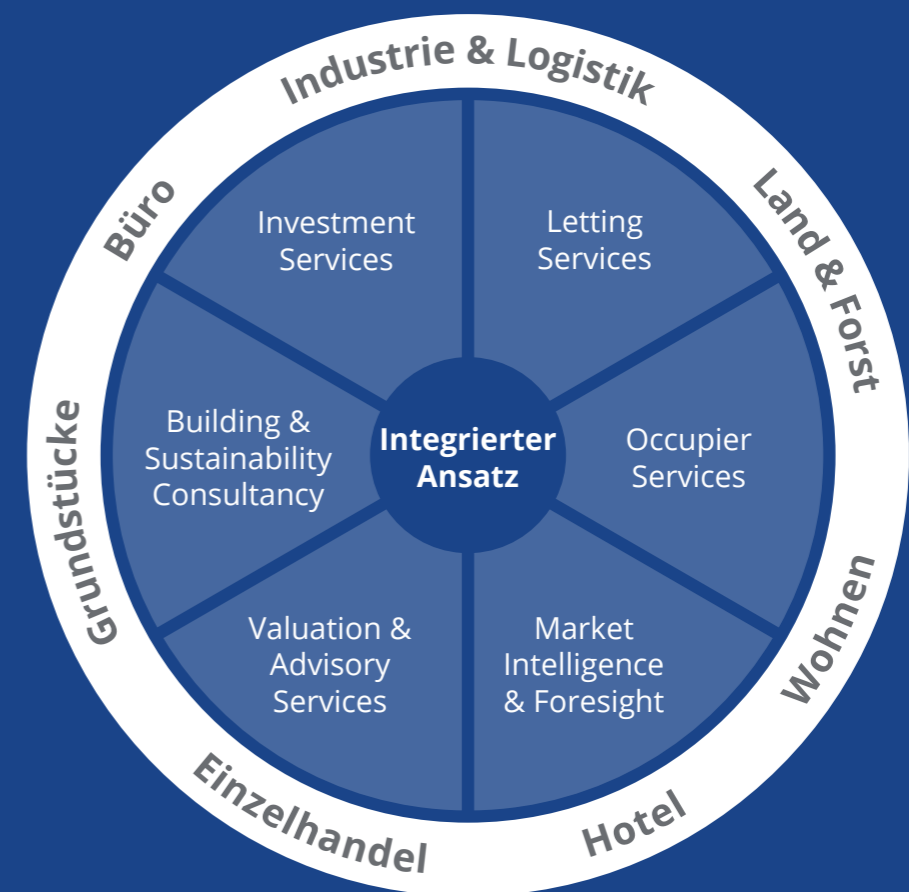 Industrie & Logistik
Land & Forst
Wohnen
Hotel
Einzelhandel
Grundstücke
Büro
Investment
Services
Letting
Services
Building &
Sustainability
Consultancy
Integrierter
Ansatz
Occupier
Services
Valuation &
Advisory
Services
Market
Intelligence
& Foresight